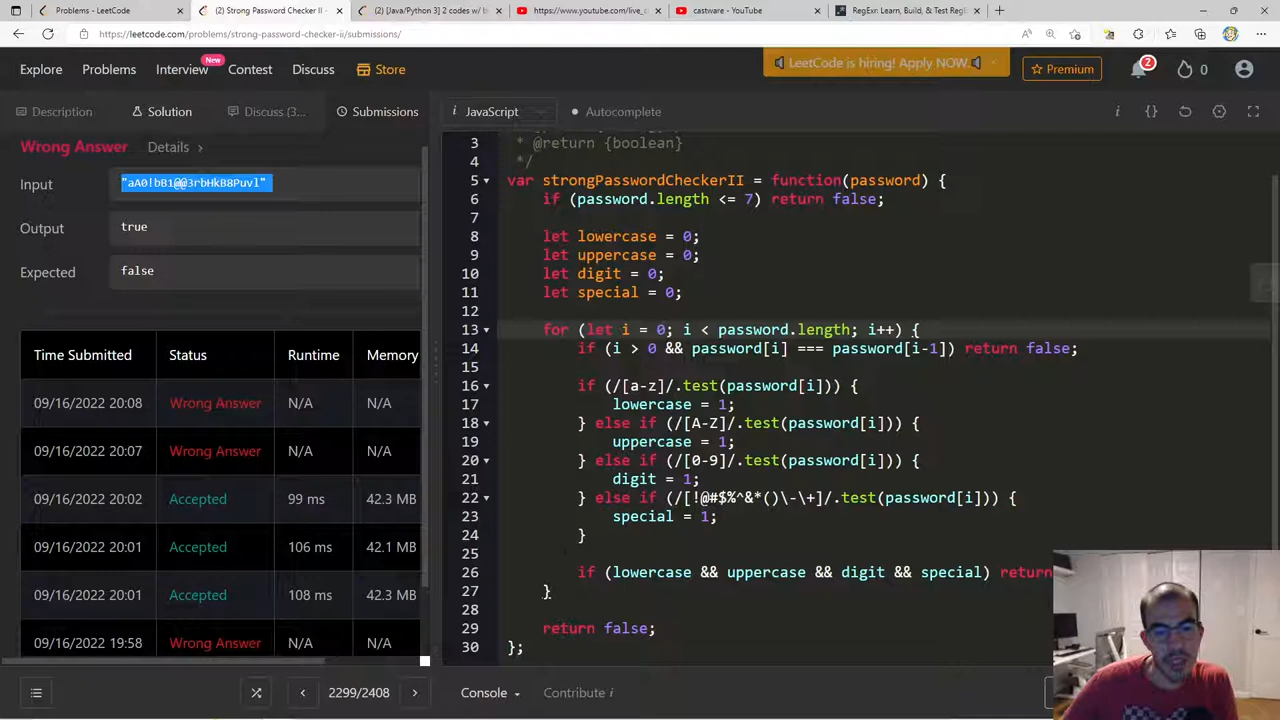 Problems - LeetCode
(2) Strong Password Checker II -
(2) [Java/Python 3] 2 codes w/ b
https://www.youtube.com/live_c
castware - YouTube
RegExr: Learn, Build, & Test Reg
https://leetcode.com/problems/strong-password-checker-ii/submissions/
Explore
Problems
Interview
New
Contest
Discuss
Store
LeetCode is hiring! Apply NOW.
Premium
2
0
Description
Solution
Discuss (3...
Submissions
i JavaScript
Autocomplete
Wrong Answer
Details >
Input
"aA0!bB1@@3rbHkB8Puvl"
Output
true
Expected
false
Time Submitted Status Runtime Memory
09/16/2022 20:08 Wrong Answer N/A N/A
09/16/2022 20:07 Wrong Answer N/A N/A
09/16/2022 20:02 Accepted 99 ms 42.3 MB
09/16/2022 20:01 Accepted 106 ms 42.1 MB
09/16/2022 20:01 Accepted 108 ms 42.3 MB
09/16/2022 19:58 Wrong Answer N/A N/A
3 * @return {boolean}
4 */
5 var strongPasswordCheckerII = function(password) {
6 if (password.length <= 7) return false;
7
8 let lowercase = 0;
9 let uppercase = 0;
10 let digit = 0;
11 let special = 0;
12
13 for (let i = 0; i < password.length; i++) {
14 if (i > 0 && password[i] === password[i-1]) return false;
15
16 if (/[a-z]/.test(password[i])) {
17 lowercase = 1;
18 } else if (/[A-Z]/.test(password[i])) {
19 uppercase = 1;
20 } else if (/[0-9]/.test(password[i])) {
21 digit = 1;
22 } else if (/[!@#$%^&*()\-\+]/.test(password[i])) {
23 special = 1;
24 }
25
26 if (lowercase && uppercase && digit && special) return
27 }
28
29 return false;
30 };
2299/2408
Console
Contribute i